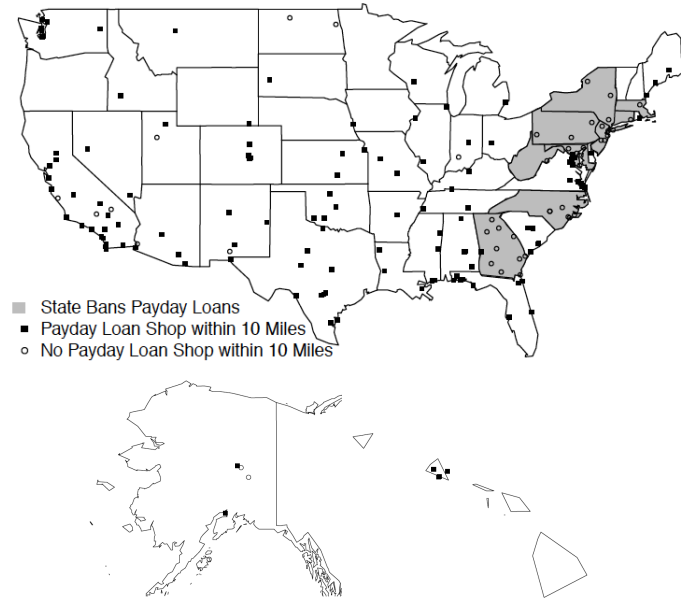 State Bans Payday Loans
Payday Loan Shop within 10 Miles
No Payday Loan Shop within 10 Miles